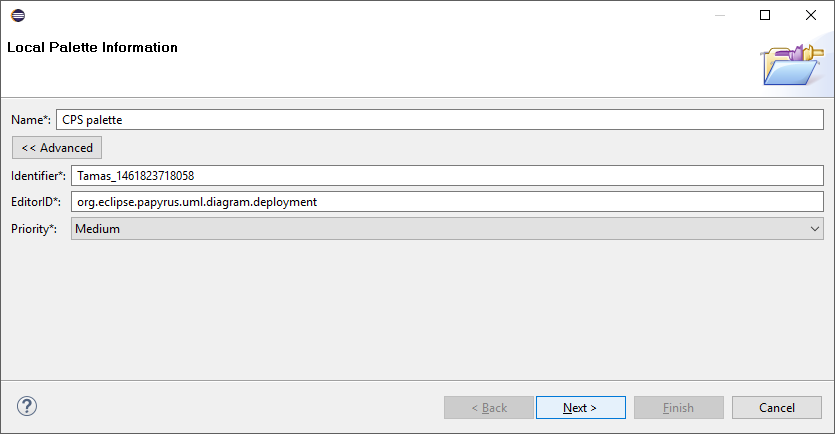 Local Palette Information
Name*: CPS palette
<< Advanced
Identifier*: Tamas_1461823718058
EditorID*: org.eclipse.papyrus.uml.diagram.deployment
Priority*: Medium
? < Back Next > Finish Cancel